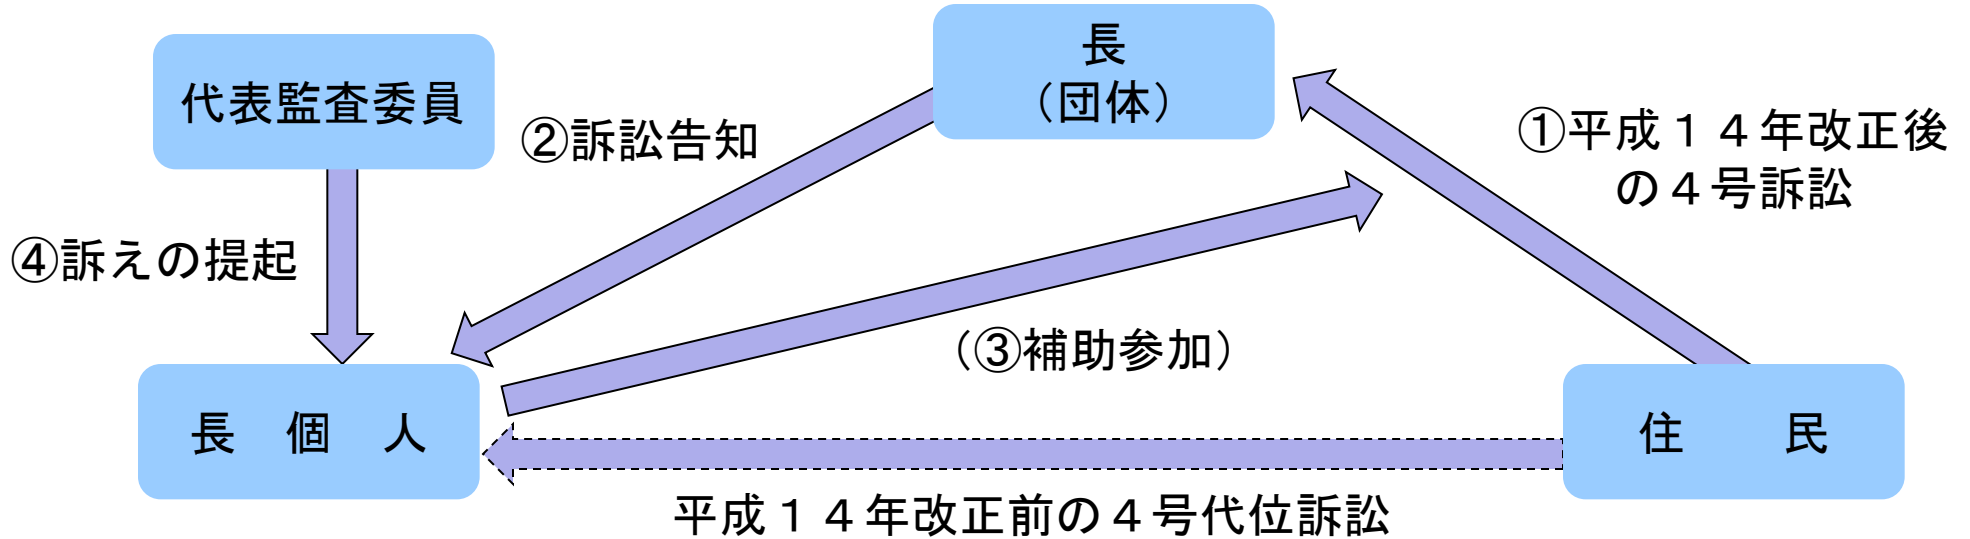 長
（団体）
代表監査委員
②訴訟告知
①平成１４年改正後
の４号訴訟
④訴えの提起
（③補助参加）
長　個　人
住　　民
平成１４年改正前の４号代位訴訟